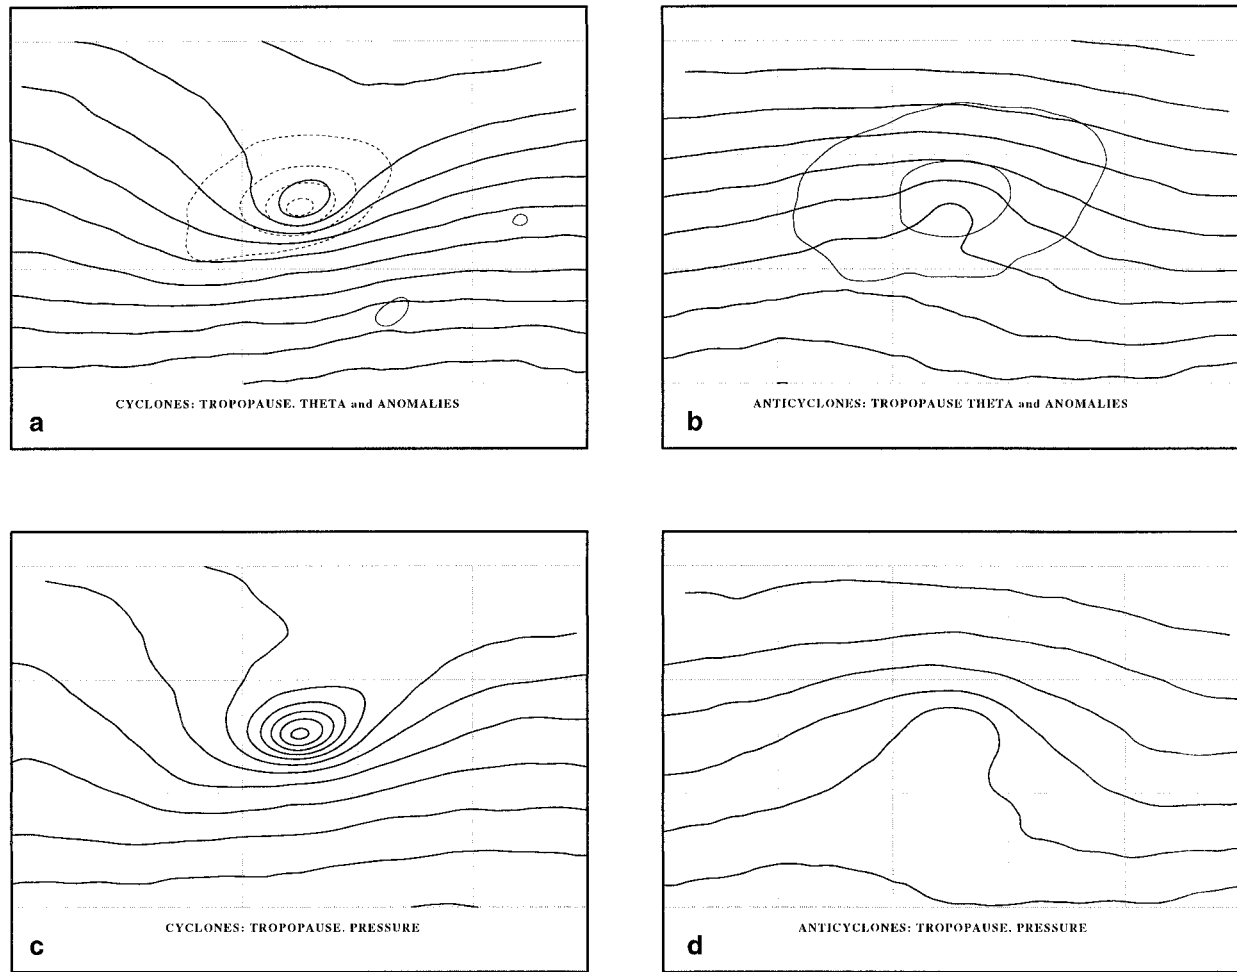 CYCLONES: TROPOPAUSE. THETA and ANOMALIES
a
ANTICYCLONES: TROPOPAUSE THETA and ANOMALIES
b
CYCLONES: TROPOPAUSE. PRESSURE
c
ANTICYCLONES: TROPOPAUSE. PRESSURE
d